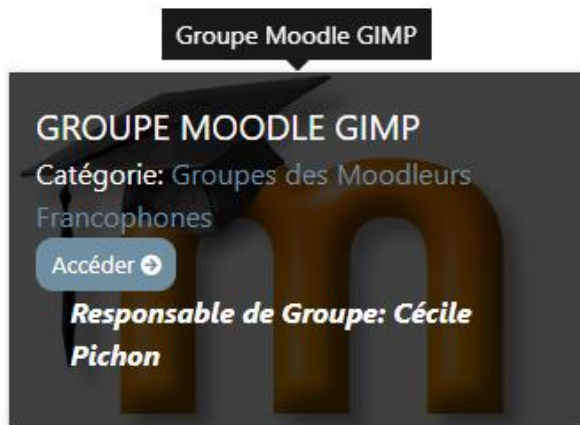 Groupe Moodle GIMP
GROUPE MOODLE GIMP
Catégorie: Groupes des Moodleurs
Francophones
Accéder
Responsable de Groupe: Cécile
Pichon